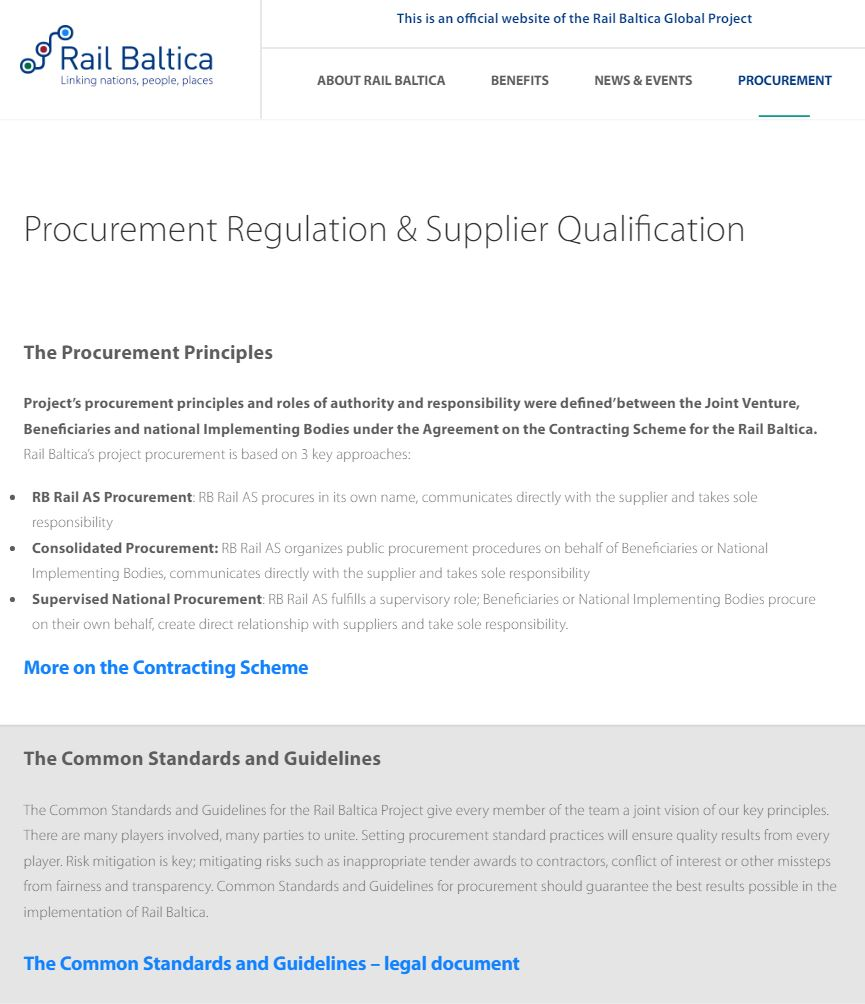 This is an official website of the Rail Baltica Global Project
Rail Baltica
Linking nations, people, places
ABOUT RAIL BALTICA BENEFITS NEWS & EVENTS PROCUREMENT
Procurement Regulation & Supplier Qualification
The Procurement Principles
Project's procurement principles and roles of authority and responsibility were defined'between the Joint Venture,
Beneficiaries and national Implementing Bodies under the Agreement on the Contracting Scheme for the Rail Baltica.
Rail Baltica's project procurement is based on 3 key approaches:
• RB Rail AS Procurement: RB Rail AS procures in its own name, communicates directly with the supplier and takes sole
responsibility
• Consolidated Procurement: RB Rail AS organizes public procurement procedures on behalf of Beneficiaries or National
Implementing Bodies, communicates directly with the supplier and takes sole responsibility
• Supervised National Procurement: RB Rail AS fulfills a supervisory role; Beneficiaries or National Implementing Bodies procure
on their own behalf, create direct relationship with suppliers and take sole responsibility.
More on the Contracting Scheme
The Common Standards and Guidelines
The Common Standards and Guidelines for the Rail Baltica Project give every member of the team a joint vision of our key principles.
There are many players involved, many parties to unite. Setting procurement standard practices will ensure quality results from every
player. Risk mitigation is key; mitigating risks such as inappropriate tender awards to contractors, conflict of interest or other missteps
from fairness and transparency. Common Standards and Guidelines for procurement should guarantee the best results possible in the
implementation of Rail Baltica.
The Common Standards and Guidelines – legal document